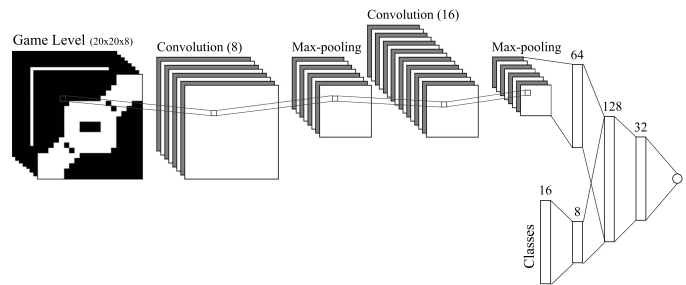 Game Level (20x20x8)
Convolution (8)
Max-pooling
Convolution (16)
Max-pooling
64
128
32
16
8
Classes